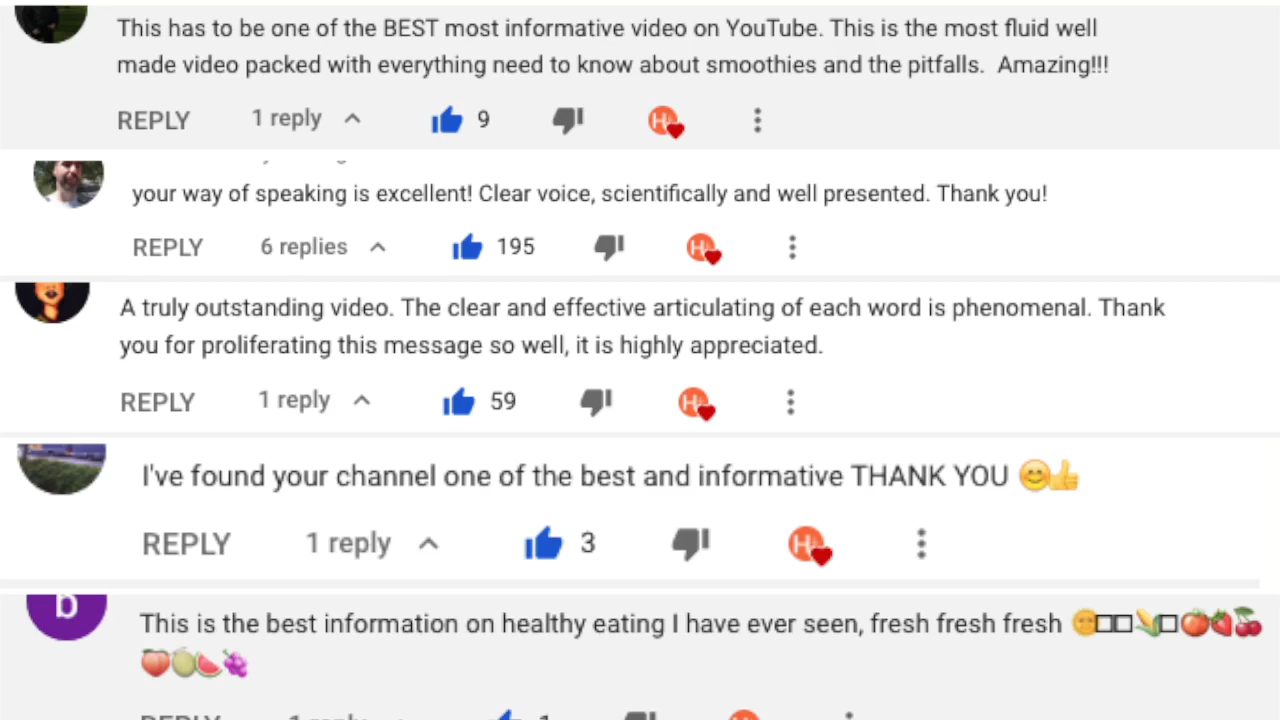 This has to be one of the BEST most informative video on YouTube. This is the most fluid well
made video packed with everything need to know about smoothies and the pitfalls.  Amazing!!!
REPLY 1 reply 9 H
your way of speaking is excellent! Clear voice, scientifically and well presented. Thank you!
REPLY 6 replies 195 H
A truly outstanding video. The clear and effective articulating of each word is phenomenal. Thank
you for proliferating this message so well, it is highly appreciated.
REPLY 1 reply 59 H
I've found your channel one of the best and informative THANK YOU 😊👍
REPLY 1 reply 3 H
b
This is the best information on healthy eating I have ever seen, fresh fresh fresh 🌞□□🌽□🍅🍓🍒
🍑🍈🍉🍇
REPLY 1 reply 1